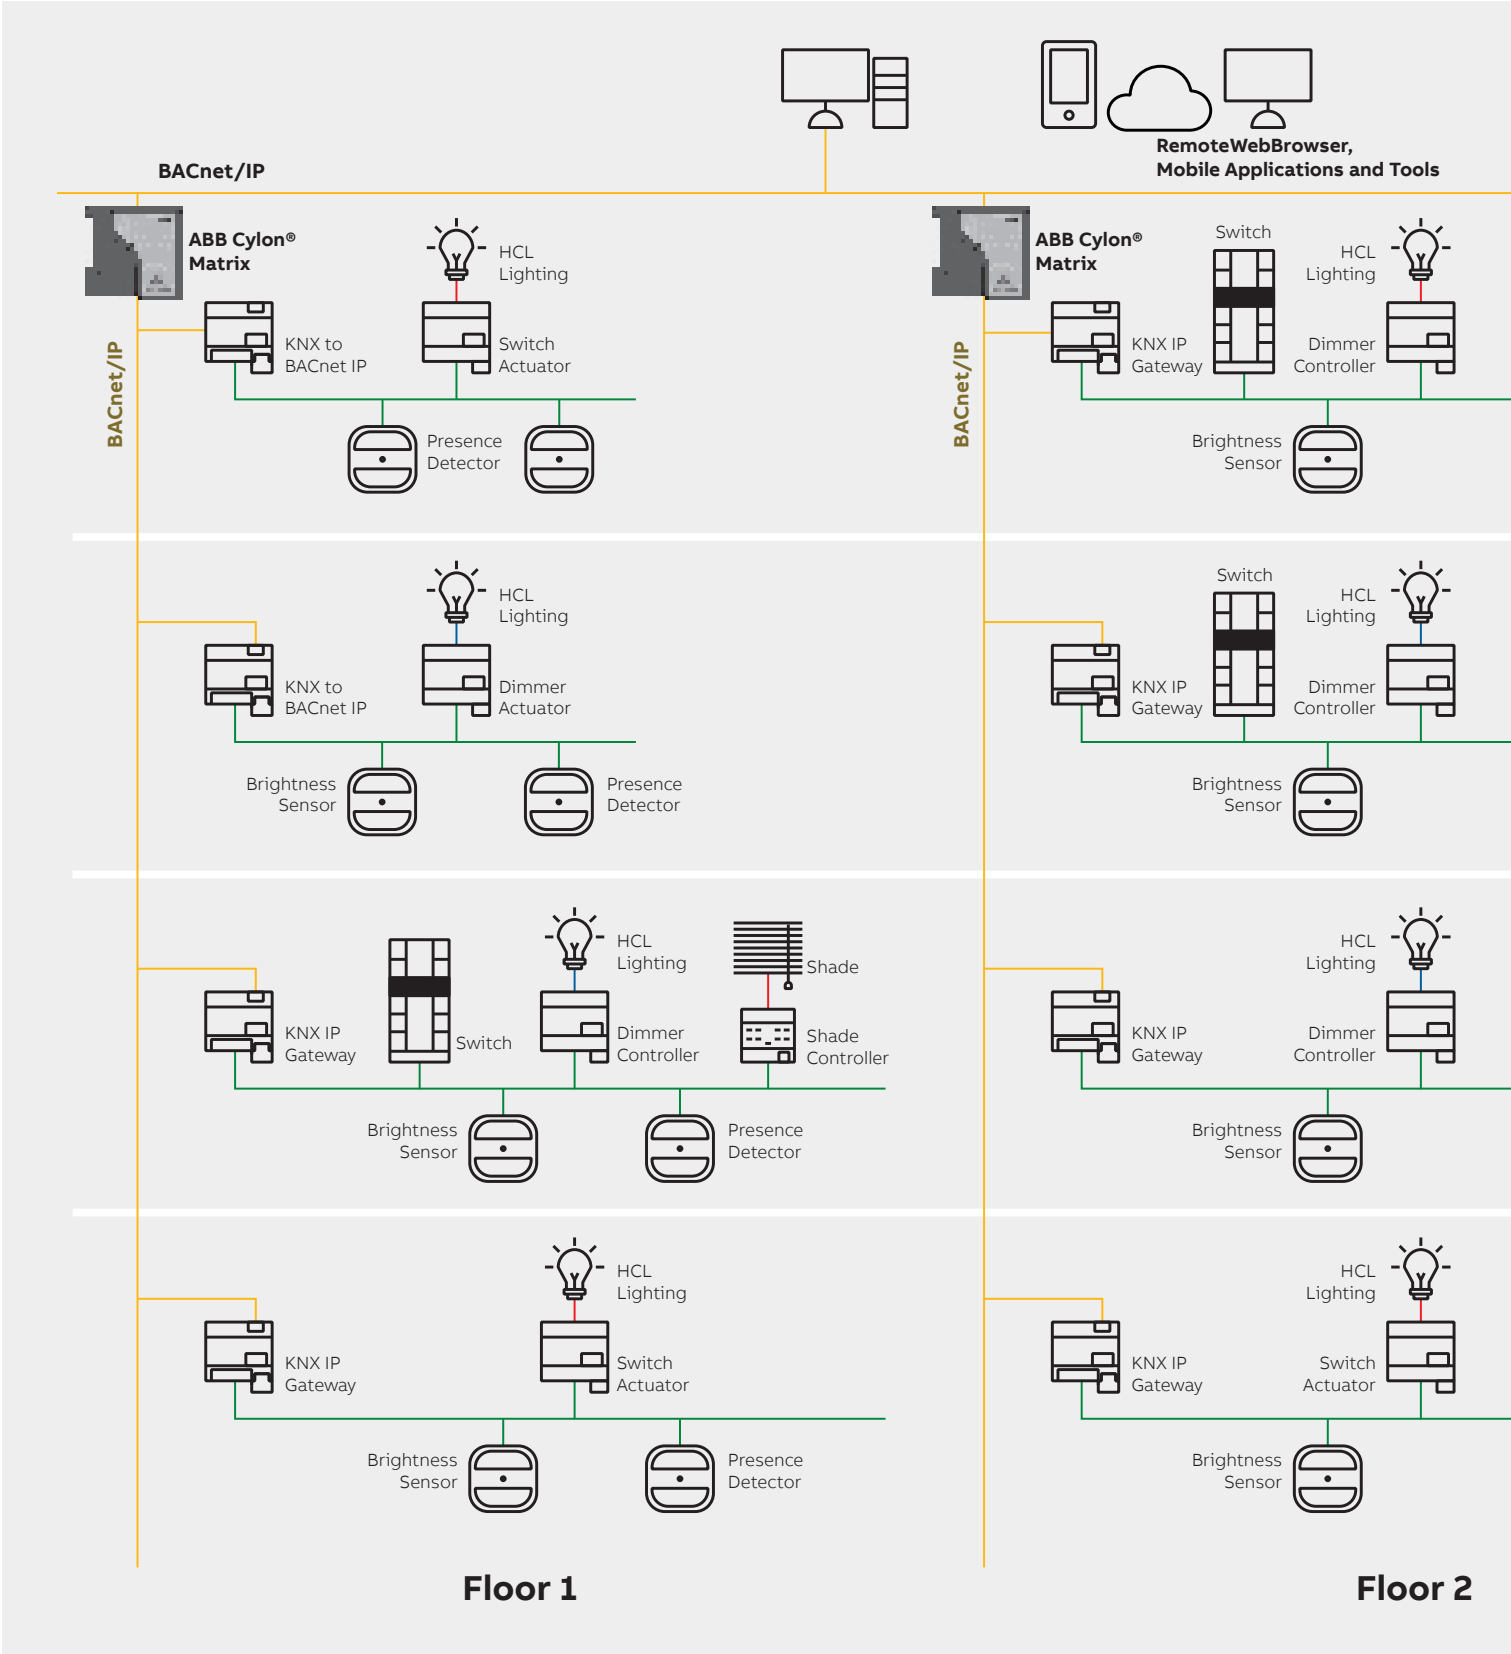 RemoteWebBrowser,
Mobile Applications and Tools
BACnet/IP
ABB Cylon®
Matrix
BACnet/IP
HCL
Lighting
KNX to
BACnet IP
Switch
Actuator
Presence
Detector
HCL
Lighting
KNX to
BACnet IP
Dimmer
Actuator
Brightness
Sensor
Presence
Detector
HCL
Lighting
Shade
KNX IP
Gateway
Switch
Dimmer
Controller
Shade
Controller
Brightness
Sensor
Presence
Detector
HCL
Lighting
KNX IP
Gateway
Switch
Actuator
Brightness
Sensor
Presence
Detector
Floor 1
ABB Cylon®
Matrix
BACnet/IP
Switch
HCL
Lighting
KNX IP
Gateway
Dimmer
Controller
Brightness
Sensor
Switch
HCL
Lighting
KNX IP
Gateway
Dimmer
Controller
Brightness
Sensor
HCL
Lighting
KNX IP
Gateway
Dimmer
Controller
Brightness
Sensor
HCL
Lighting
KNX IP
Gateway
Switch
Actuator
Brightness
Sensor
Floor 2